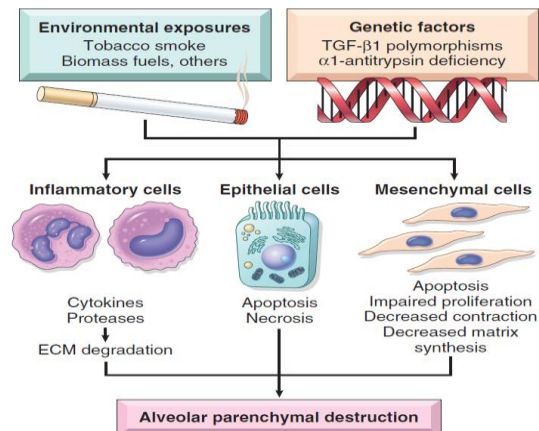 Environmental exposures
Tobacco smoke
Biomass fuels, others
Genetic factors
TGF-β1 polymorphisms
α1-antitrypsin deficiency
Inflammatory cells
Epithelial cells
Mesenchymal cells
Cytokines
Proteases
ECM degradation
Apoptosis
Necrosis
Apoptosis
Impaired proliferation
Decreased contraction
Decreased matrix
synthesis
Alveolar parenchymal destruction